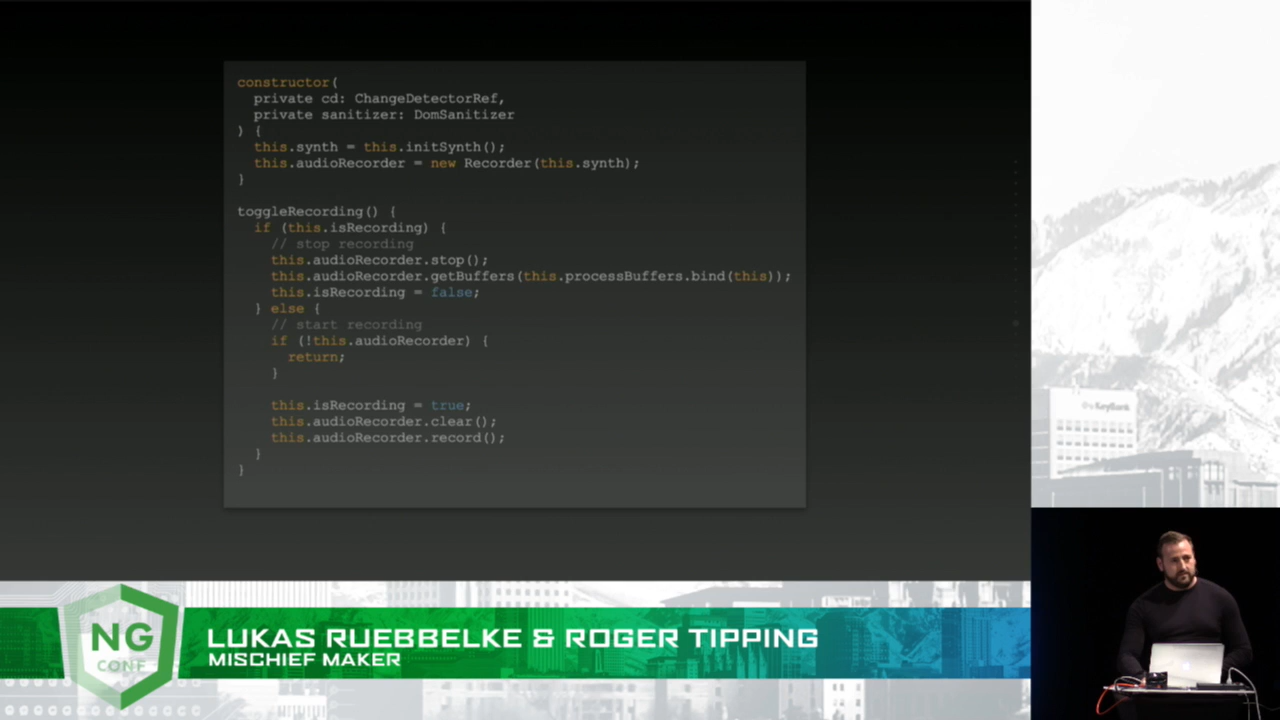 constructor(
  private cd: ChangeDetectorRef,
  private sanitizer: DomSanitizer
) {
  this.synth = this.initSynth();
  this.audioRecorder = new Recorder(this.synth);
}

toggleRecording() {
  if (this.isRecording) {
    // stop recording
    this.audioRecorder.stop();
    this.audioRecorder.getBuffers(this.processBuffers.bind(this));
    this.isRecording = false;
  } else {
    // start recording
    if (!this.audioRecorder) {
      return;
    }

    this.isRecording = true;
    this.audioRecorder.clear();
    this.audioRecorder.record();
  }
}
KeyBank
NG
CONF
LUKAS RUEBBELKE & ROGER TIPPING
MISCHIEF MAKER